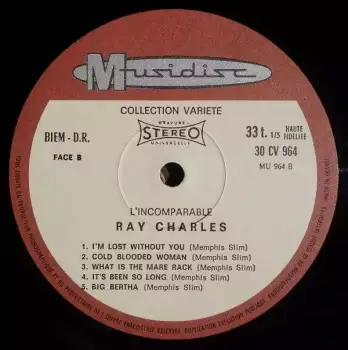 Musidisc
COLLECTION VARIETE
BIEM - D.R.
GRAVURE
STEREO
UNIVERSELLE
33 t. 1/3 HAUTE FIDELITE
FACE B
30 CV 964
MU 964 B
L'INCOMPARABLE
RAY CHARLES
1. I'M LOST WITHOUT YOU (Memphis Slim)
2. COLD BLOODED WOMAN (Memphis Slim)
3. WHAT IS THE MARE RACK (Memphis Slim)
4. IT'S BEEN SO LONG (Memphis Slim)
5. BIG BERTHA (Memphis Slim)